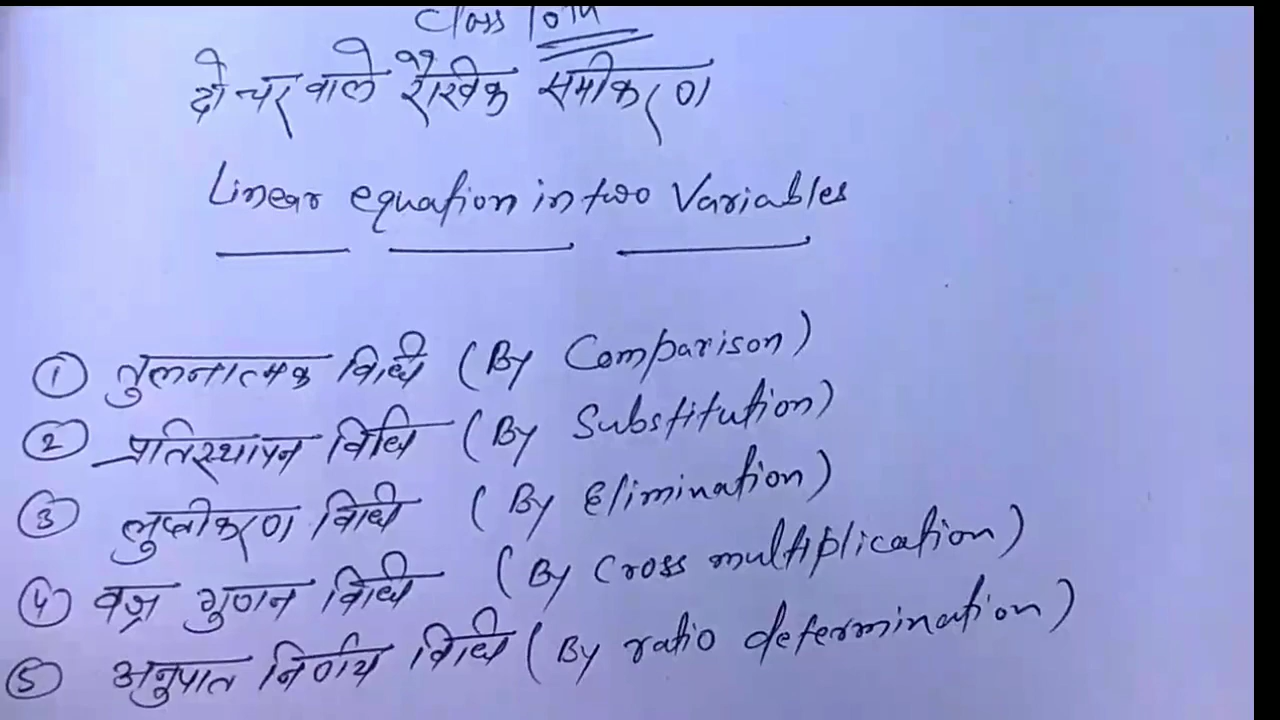 Class 10th
दो चर वाले रैखिक समीकरण
Linear equation in two Variables
① तुलनात्मक विधि (By Comparison)
② प्रतिस्थापन विधि (By Substitution)
③ लुप्तीकरण विधि (By Elimination)
④ वज्र गुणन विधि (By Cross multiplication)
⑤ अनुपात निर्णय विधि (By ratio determination)